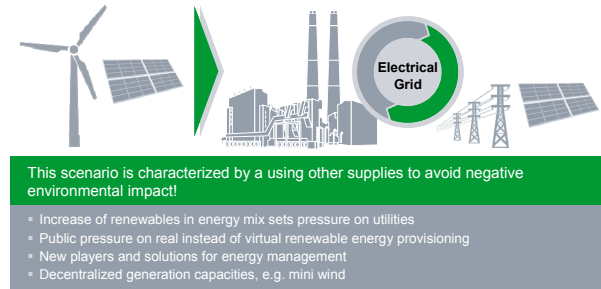 Electrical
Grid
This scenario is characterized by a using other supplies to avoid negative
environmental impact!
▪ Increase of renewables in energy mix sets pressure on utilities
▪ Public pressure on real instead of virtual renewable energy provisioning
▪ New players and solutions for energy management
▪ Decentralized generation capacities, e.g. mini wind